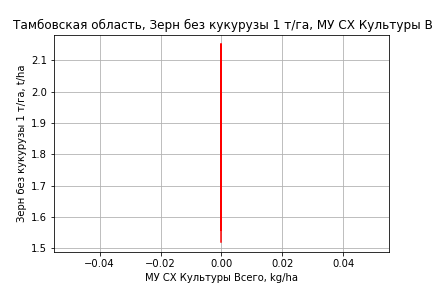 Тамбовская область, Зерн без кукурузы 1 т/га, МУ СХ Культуры В
2.1
2.0
1.9
1.8
1.7
1.6
1.5
Зерн без кукурузы 1 т/га, t/ha
−0.04 −0.02 0.00 0.02 0.04
МУ СХ Культуры Всего, kg/ha